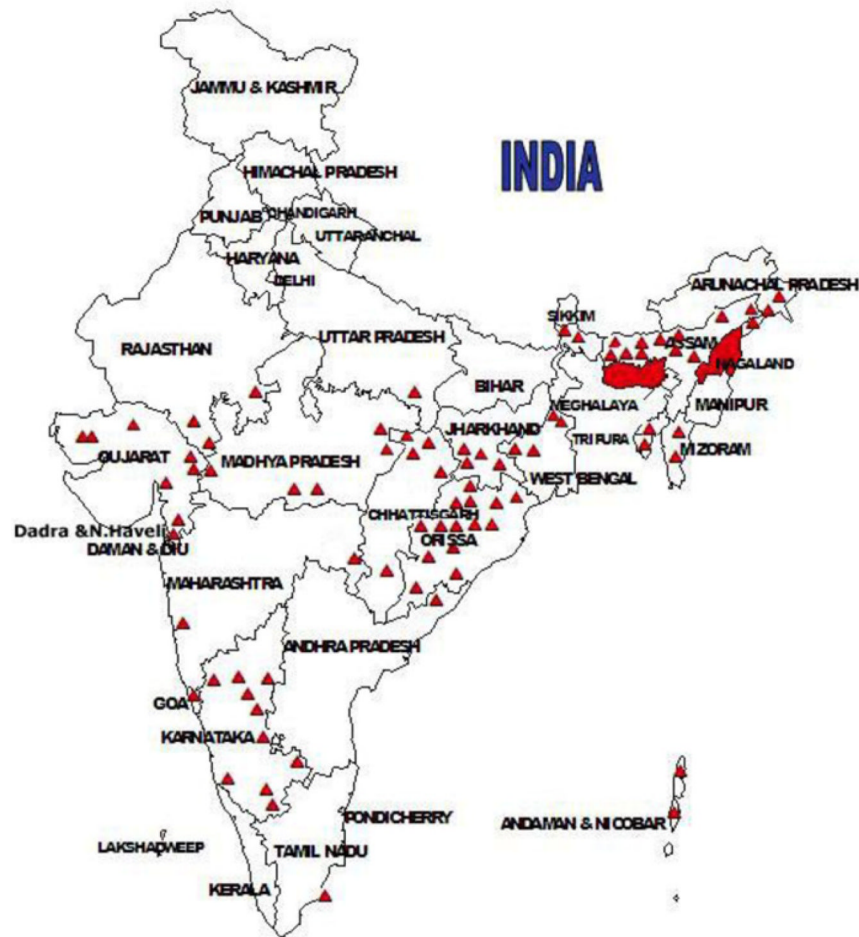 JAMMU & KASHMIR
INDIA
HIMACHAL PRADESH
PUNJAB
CHANDIGARH
UTTARANCHAL
HARYANA
DELHI
ARUNACHAL PRADESH
SIKKIM
RAJASTHAN
UTTAR PRADESH
ASSAM
NAGALAND
BIHAR
MEGHALAYA
MANIPUR
JHARKHAND
TRIPURA
MIZORAM
GUJARAT
MADHYA PRADESH
WEST BENGAL
CHHATTISGARH
Dadra &N.Haveli
ORISSA
DAMAN & DIU
MAHARASHTRA
ANDHRA PRADESH
GOA
KARNATAKA
PONDICHERRY
ANDAMAN & NICOBAR
LAKSHADWEEP
TAMIL NADU
KERALA